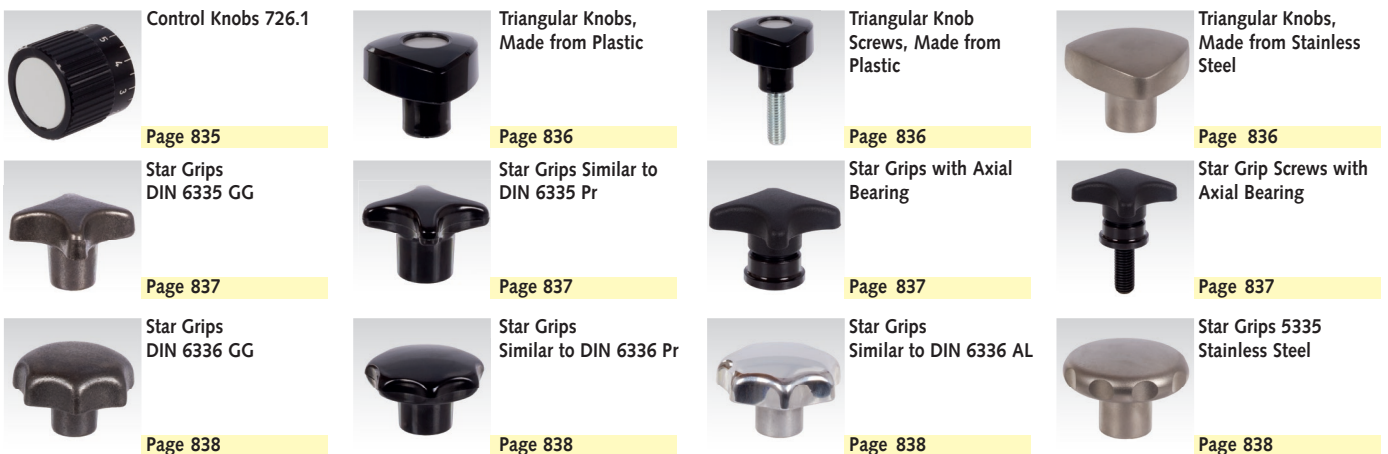 Control Knobs 726.1
Page 835
Triangular Knobs,
Made from Plastic
Page 836
Triangular Knob
Screws, Made from
Plastic
Page 836
Triangular Knobs,
Made from Stainless
Steel
Page 836
Star Grips
DIN 6335 GG
Page 837
Star Grips Similar to
DIN 6335 Pr
Page 837
Star Grips with Axial
Bearing
Page 837
Star Grip Screws with
Axial Bearing
Page 837
Star Grips
DIN 6336 GG
Page 838
Star Grips
Similar to DIN 6336 Pr
Page 838
Star Grips
Similar to DIN 6336 AL
Page 838
Star Grips 5335
Stainless Steel
Page 838